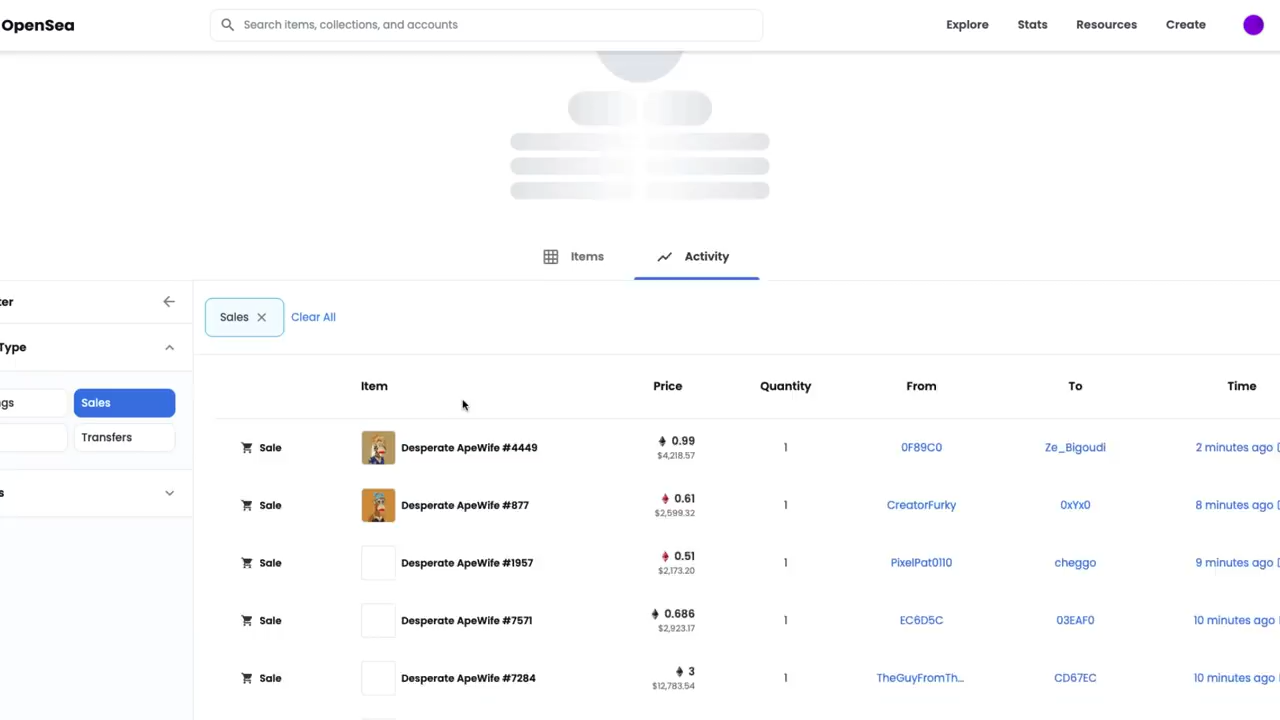 OpenSea
Search items, collections, and accounts
Explore Stats Resources Create
Items Activity
ter
Sales Clear All
Type
Item Price Quantity From To Time
gs Sales
Transfers
Sale Desperate ApeWife #4449 0.99 1 0F89C0 Ze_Bigoudi 2 minutes ago
$4,218.57
s
Sale Desperate ApeWife #877 0.61 1 CreatorFurky 0xYx0 8 minutes ago
$2,599.32
Sale Desperate ApeWife #1957 0.51 1 PixelPat0110 cheggo 9 minutes ago
$2,173.20
Sale Desperate ApeWife #7571 0.686 1 EC6D5C 03EAF0 10 minutes ago
$2,923.17
Sale Desperate ApeWife #7284 3 1 TheGuyFromTh... CD67EC 10 minutes ago
$12,783.54